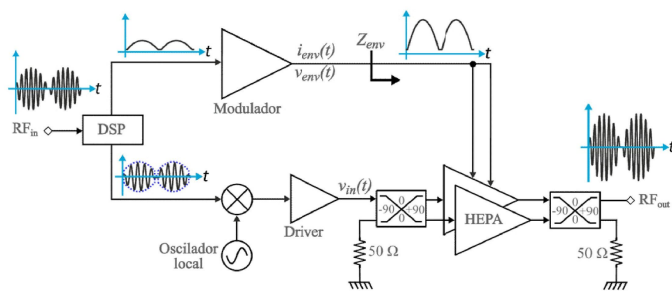 t
i_env(t)
v_env(t)
Z_env
t
t
Modulador
RF_in
DSP
t
t
v_in(t)
Driver
Oscilador
local
-90 0 +90
0
50 Ω
HEPA
-90 0 +90
0
RF_out
50 Ω